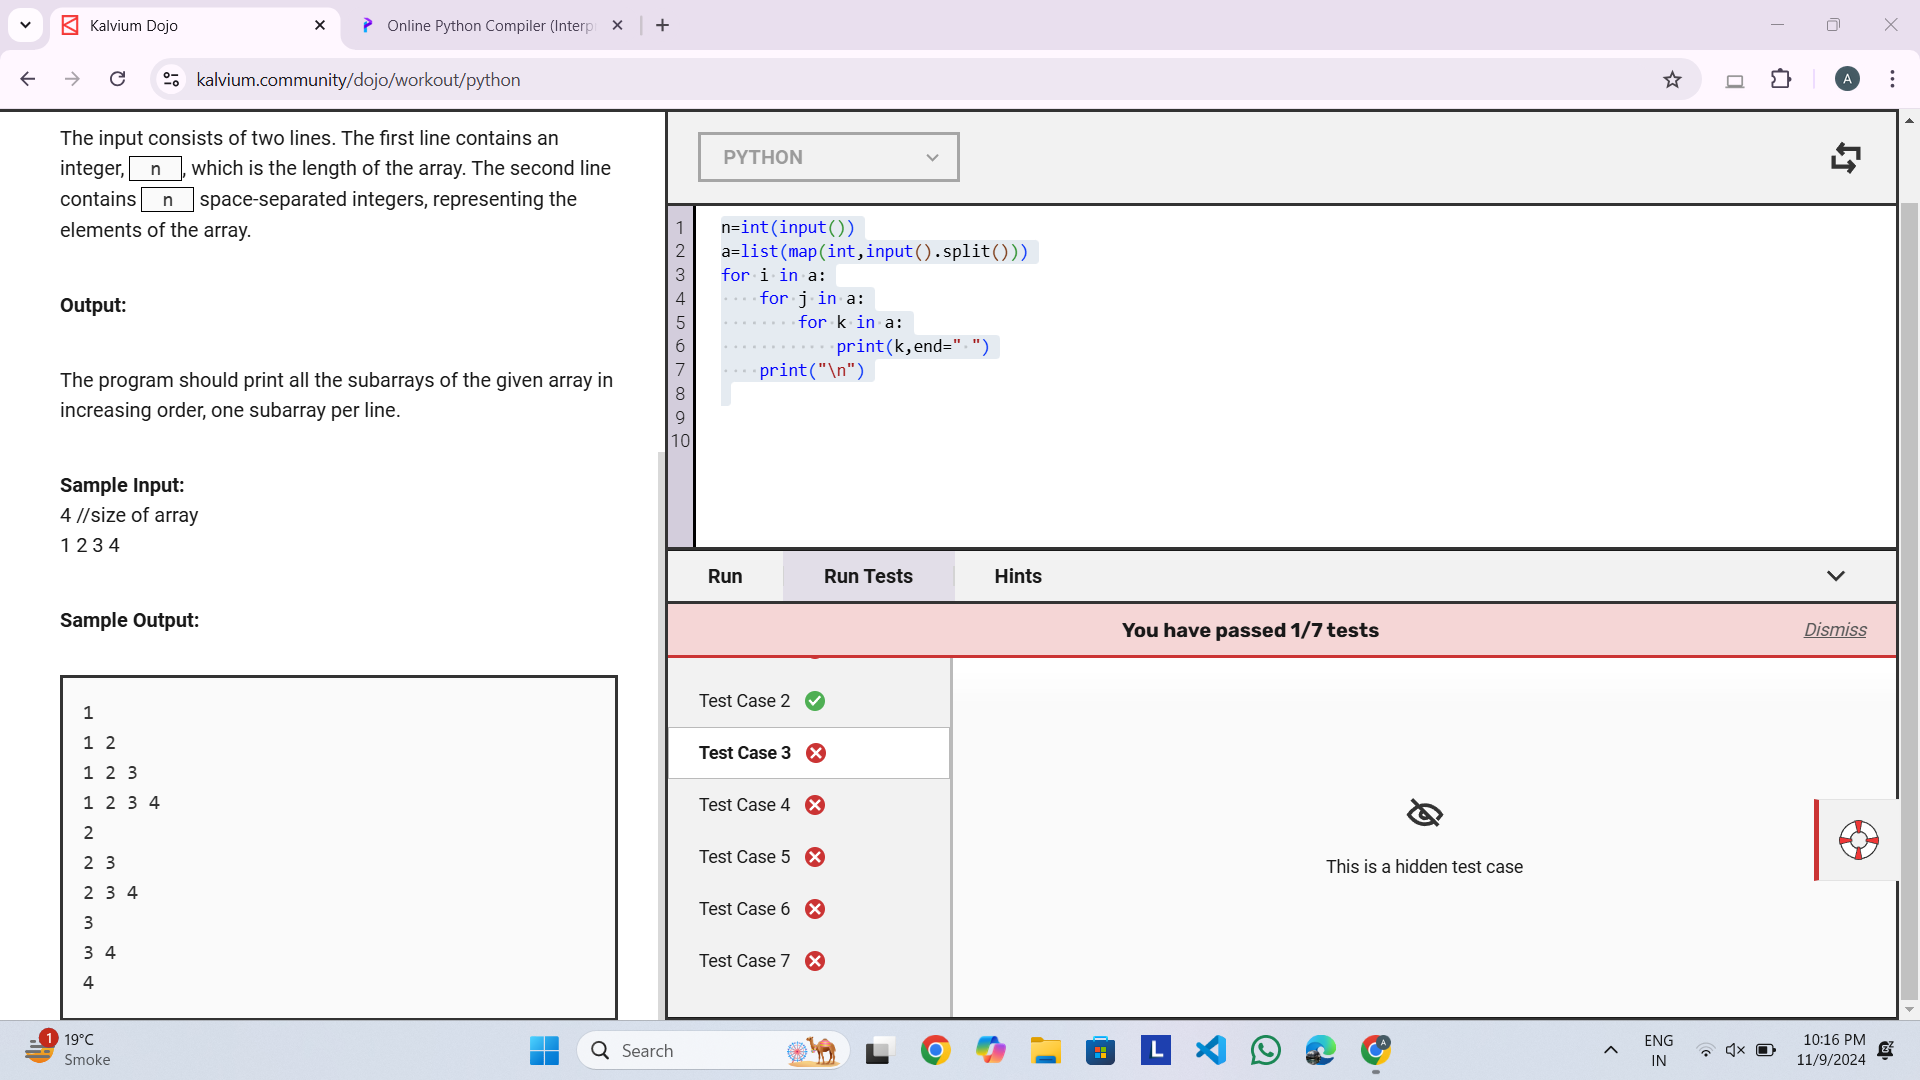 Kalvium Dojo
Online Python Compiler (Interp
kalvium.community/dojo/workout/python
A
The input consists of two lines. The first line contains an
integer, n , which is the length of the array. The second line
contains n space-separated integers, representing the
elements of the array.
Output:
The program should print all the subarrays of the given array in
increasing order, one subarray per line.
Sample Input:
4 //size of array
1 2 3 4
Sample Output:
1
1 2
1 2 3
1 2 3 4
2
2 3
2 3 4
3
3 4
4
PYTHON
1 n=int(input())
2 a=list(map(int,input().split()))
3 for i in a:
4     for j in a:
5         for k in a:
6             print(k,end=" ")
7     print("\n")
8
9
10
Run Run Tests Hints
You have passed 1/7 tests
Dismiss
Test Case 2
Test Case 3
Test Case 4
Test Case 5
Test Case 6
Test Case 7
This is a hidden test case
1
19°C
Smoke
Search
L
A
ENG
IN
10:16 PM
11/9/2024